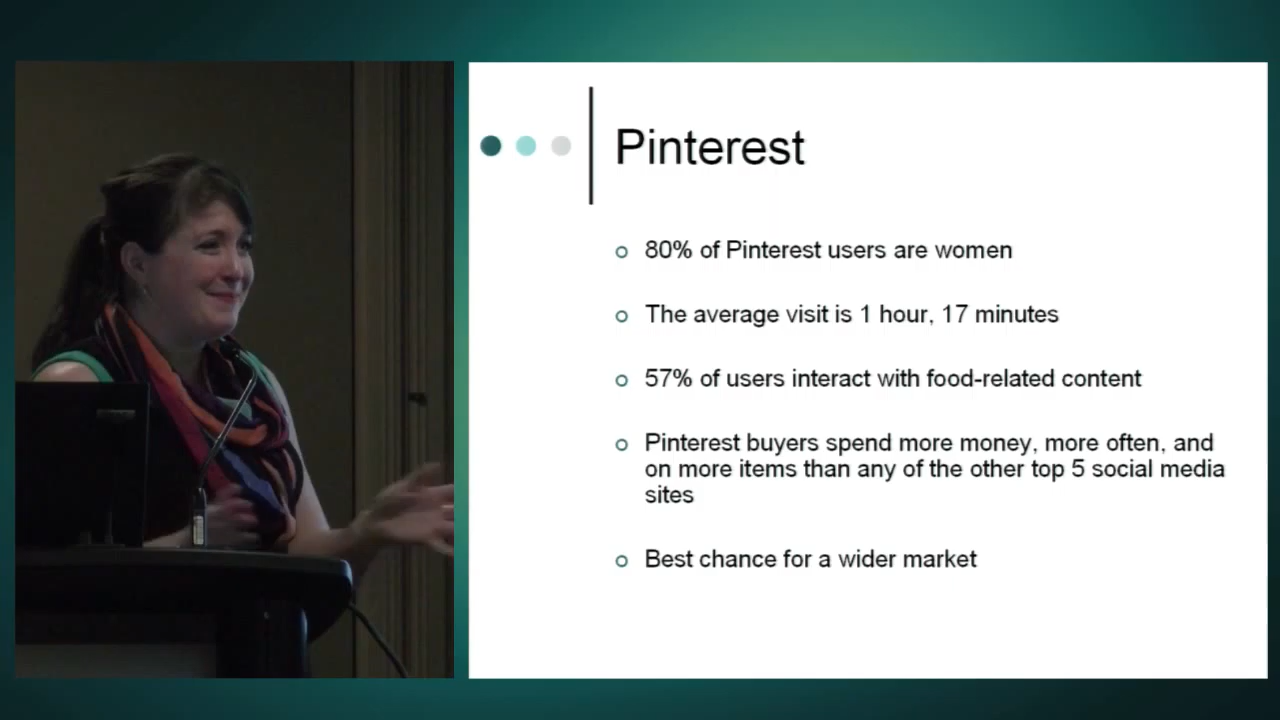 Pinterest
80% of Pinterest users are women
The average visit is 1 hour, 17 minutes
57% of users interact with food-related content
Pinterest buyers spend more money, more often, and
on more items than any of the other top 5 social media
sites
Best chance for a wider market